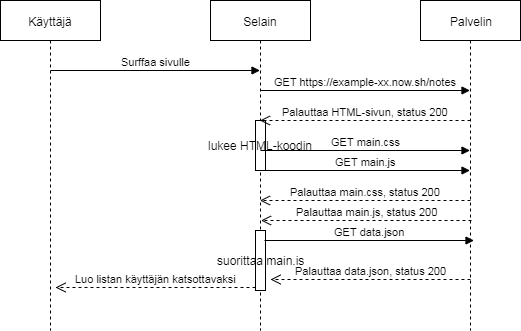 Käyttäjä
Selain
Palvelin
Surffaa sivulle
GET https://example-xx.now.sh/notes
Palauttaa HTML-sivun, status 200
lukee HTML-koodin
GET main.css
GET main.js
Palauttaa main.css, status 200
Palauttaa main.js, status 200
GET data.json
suorittaa main.js
Palauttaa data.json, status 200
Luo listan käyttäjän katsottavaksi